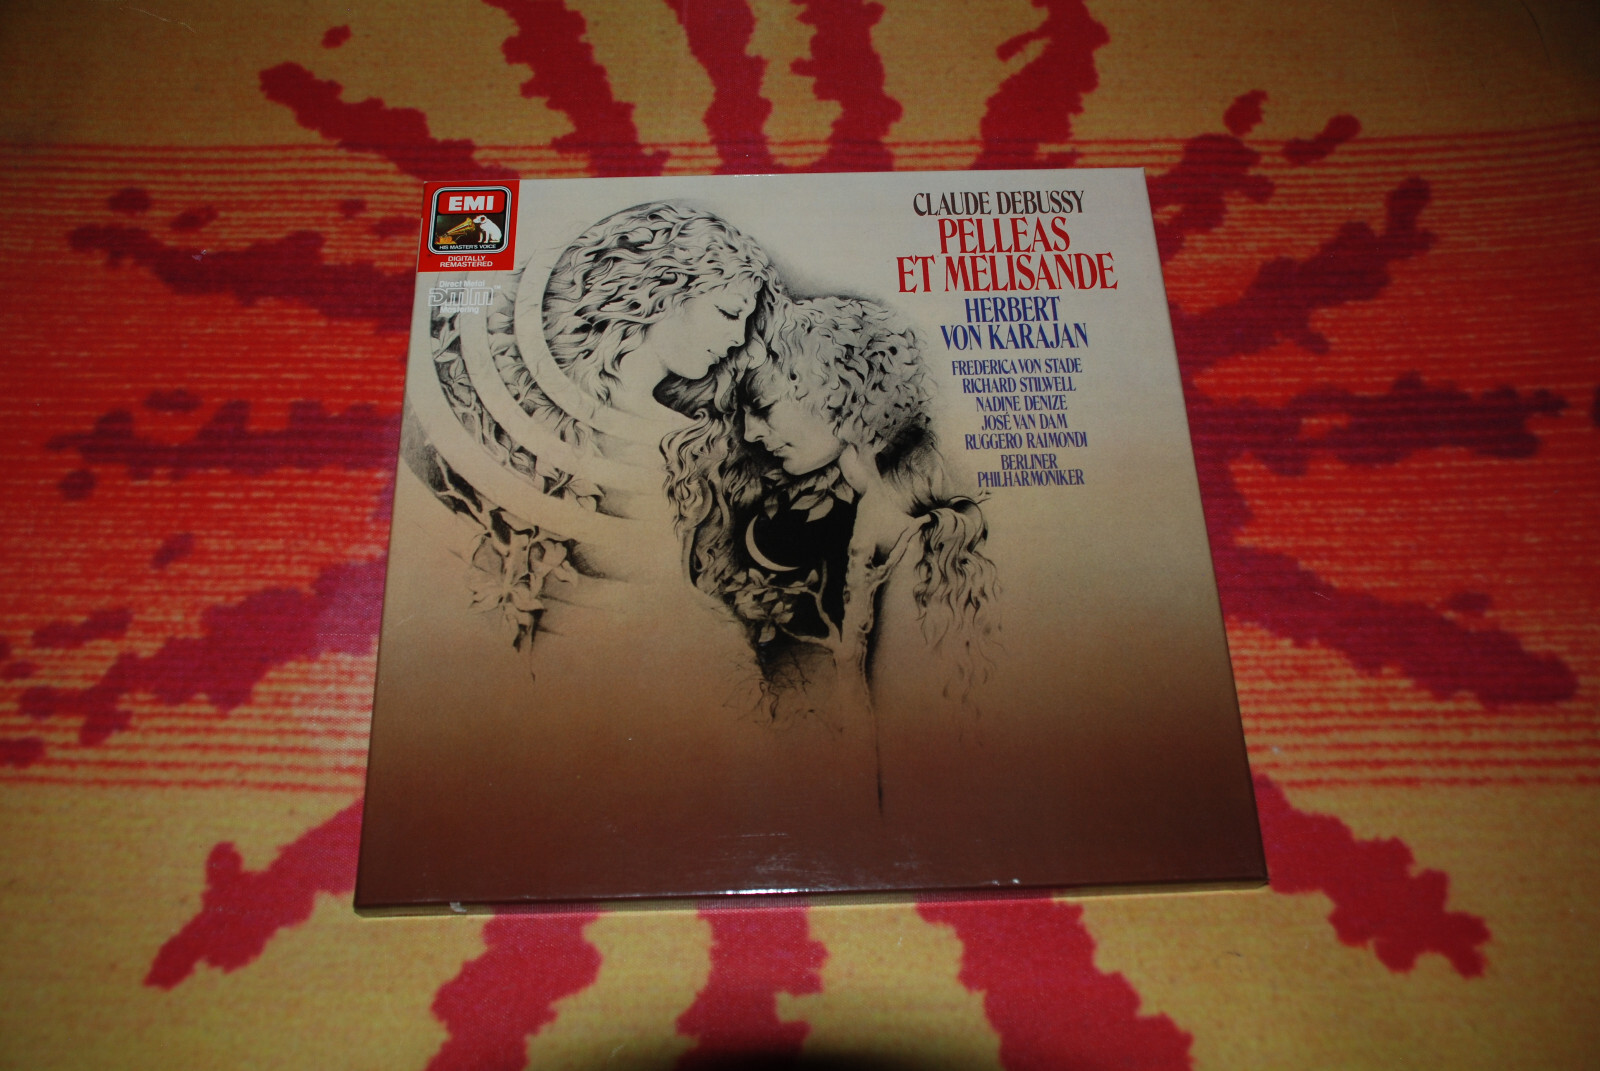 EMI
HIS MASTER'S VOICE
DIGITALLY
REMASTERED
Direct Metal
DMM™
Mastering
CLAUDE DEBUSSY
PELLEAS
ET MELISANDE
HERBERT
VON KARAJAN
FREDERICA VON STADE
RICHARD STILWELL
NADINE DENIZE
JOSÉ VAN DAM
RUGGERO RAIMONDI
BERLINER
PHILHARMONIKER